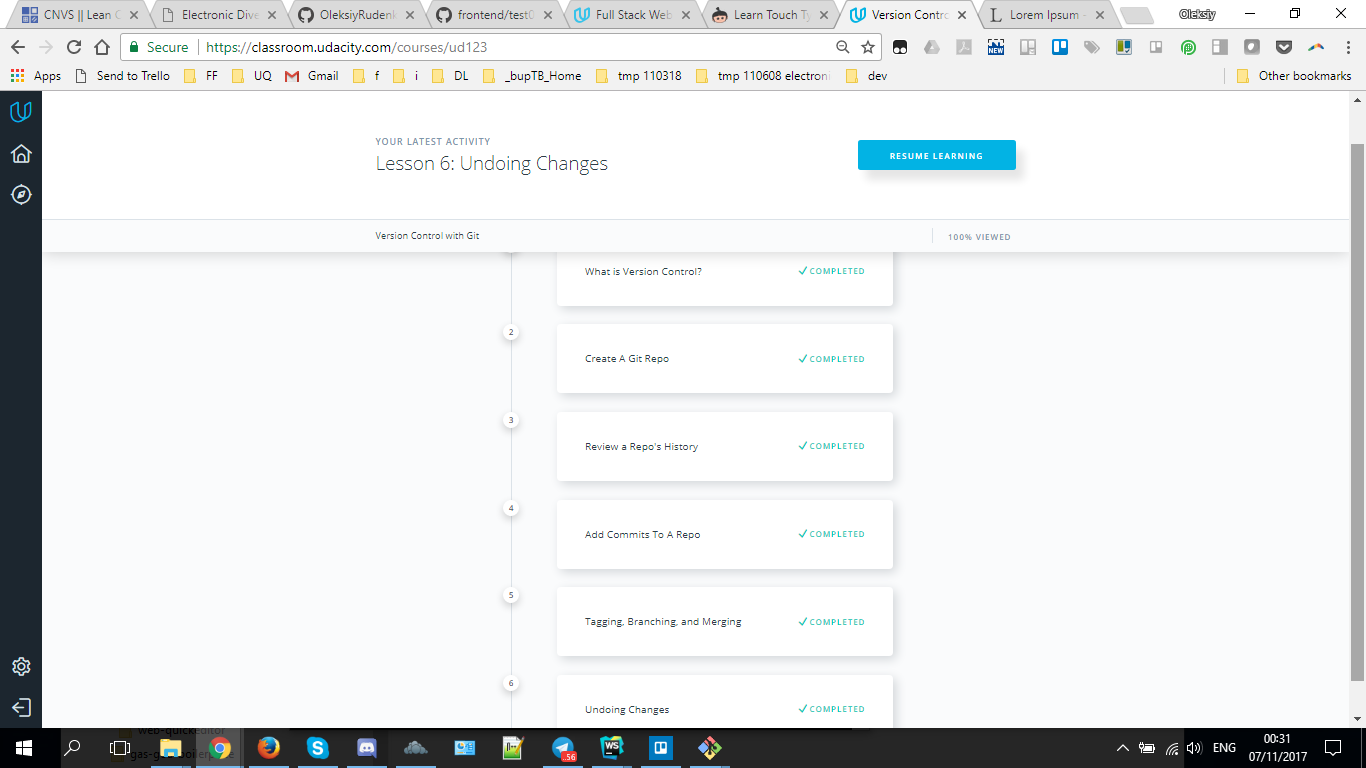 CNVS || Lean
Electronic Dive
OleksiyRuden
frontend/test
Full Stack Web
Learn Touch Ty
Version Contro
Lorem Ipsum -
Oleksiy
Secure
https://classroom.udacity.com/courses/ud123
NEW
Apps
Send to Trello
FF
UQ
Gmail
f
i
DL
_bupTB_Home
tmp 110318
tmp 110608 electroni
dev
Other bookmarks
YOUR LATEST ACTIVITY
Lesson 6: Undoing Changes
RESUME LEARNING
Version Control with Git
100% VIEWED
What is Version Control?
COMPLETED
2
Create A Git Repo
COMPLETED
3
Review a Repo's History
COMPLETED
4
Add Commits To A Repo
COMPLETED
5
Tagging, Branching, and Merging
COMPLETED
6
Undoing Changes
COMPLETED
web-quickeditor
WS
56
ENG
00:31
07/11/2017